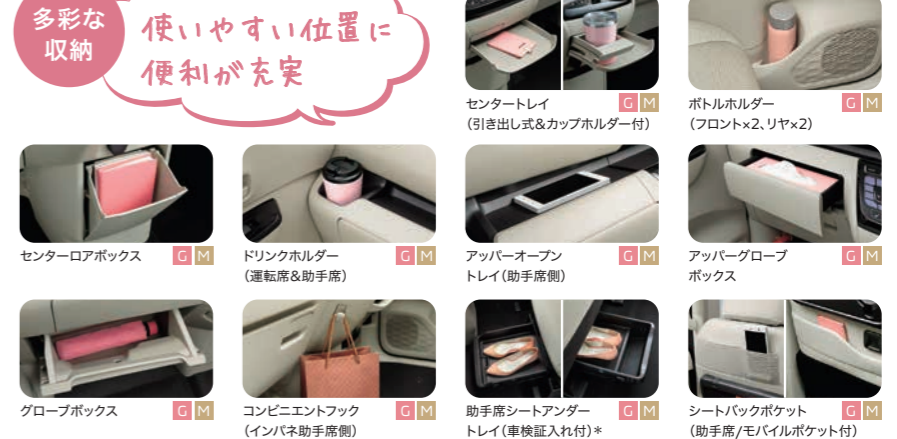 多彩な
収納
使いやすい位置に
便利が充実
センタートレイ G M
（引き出し式&カップホルダー付）
ボトルホルダー G M
（フロント×2、リヤ×2）
センターロアボックス G M
ドリンクホルダー G M
（運転席&助手席）
アッパーオープン G M
トレイ（助手席側）
アッパーグローブ G M
ボックス
グローブボックス G M
コンビニエントフック G M
（インパネ助手席側）
助手席シートアンダー G M
トレイ（車検証入れ付）＊
シートバックポケット G M
（助手席/モバイルポケット付）